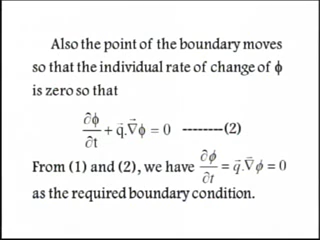 Also the point of the boundary moves
so that the individual rate of change of ϕ
is zero so that
∂ϕ/∂t + q⃗.∇⃗ϕ = 0 --------(2)
From (1) and (2), we have ∂ϕ/∂t = q⃗.∇⃗ϕ = 0
as the required boundary condition.